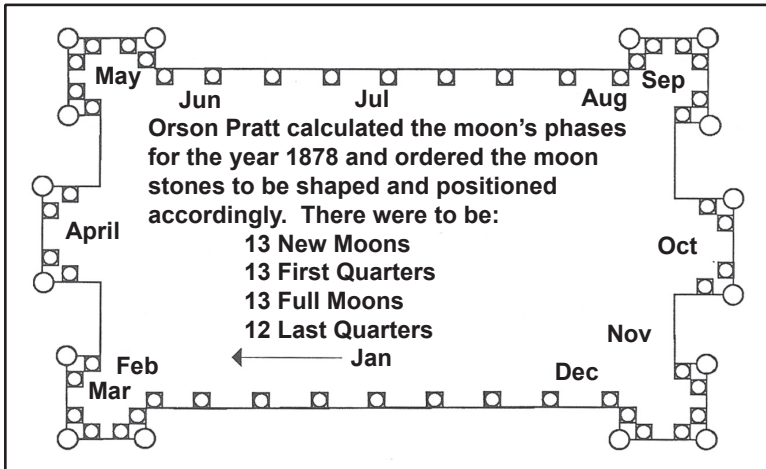 May
Sep
Jun
Jul
Aug
Orson Pratt calculated the moon's phases
for the year 1878 and ordered the moon
stones to be shaped and positioned
accordingly.  There were to be:
April
13 New Moons
Oct
13 First Quarters
13 Full Moons
12 Last Quarters
Nov
Feb
Jan
Mar
Dec